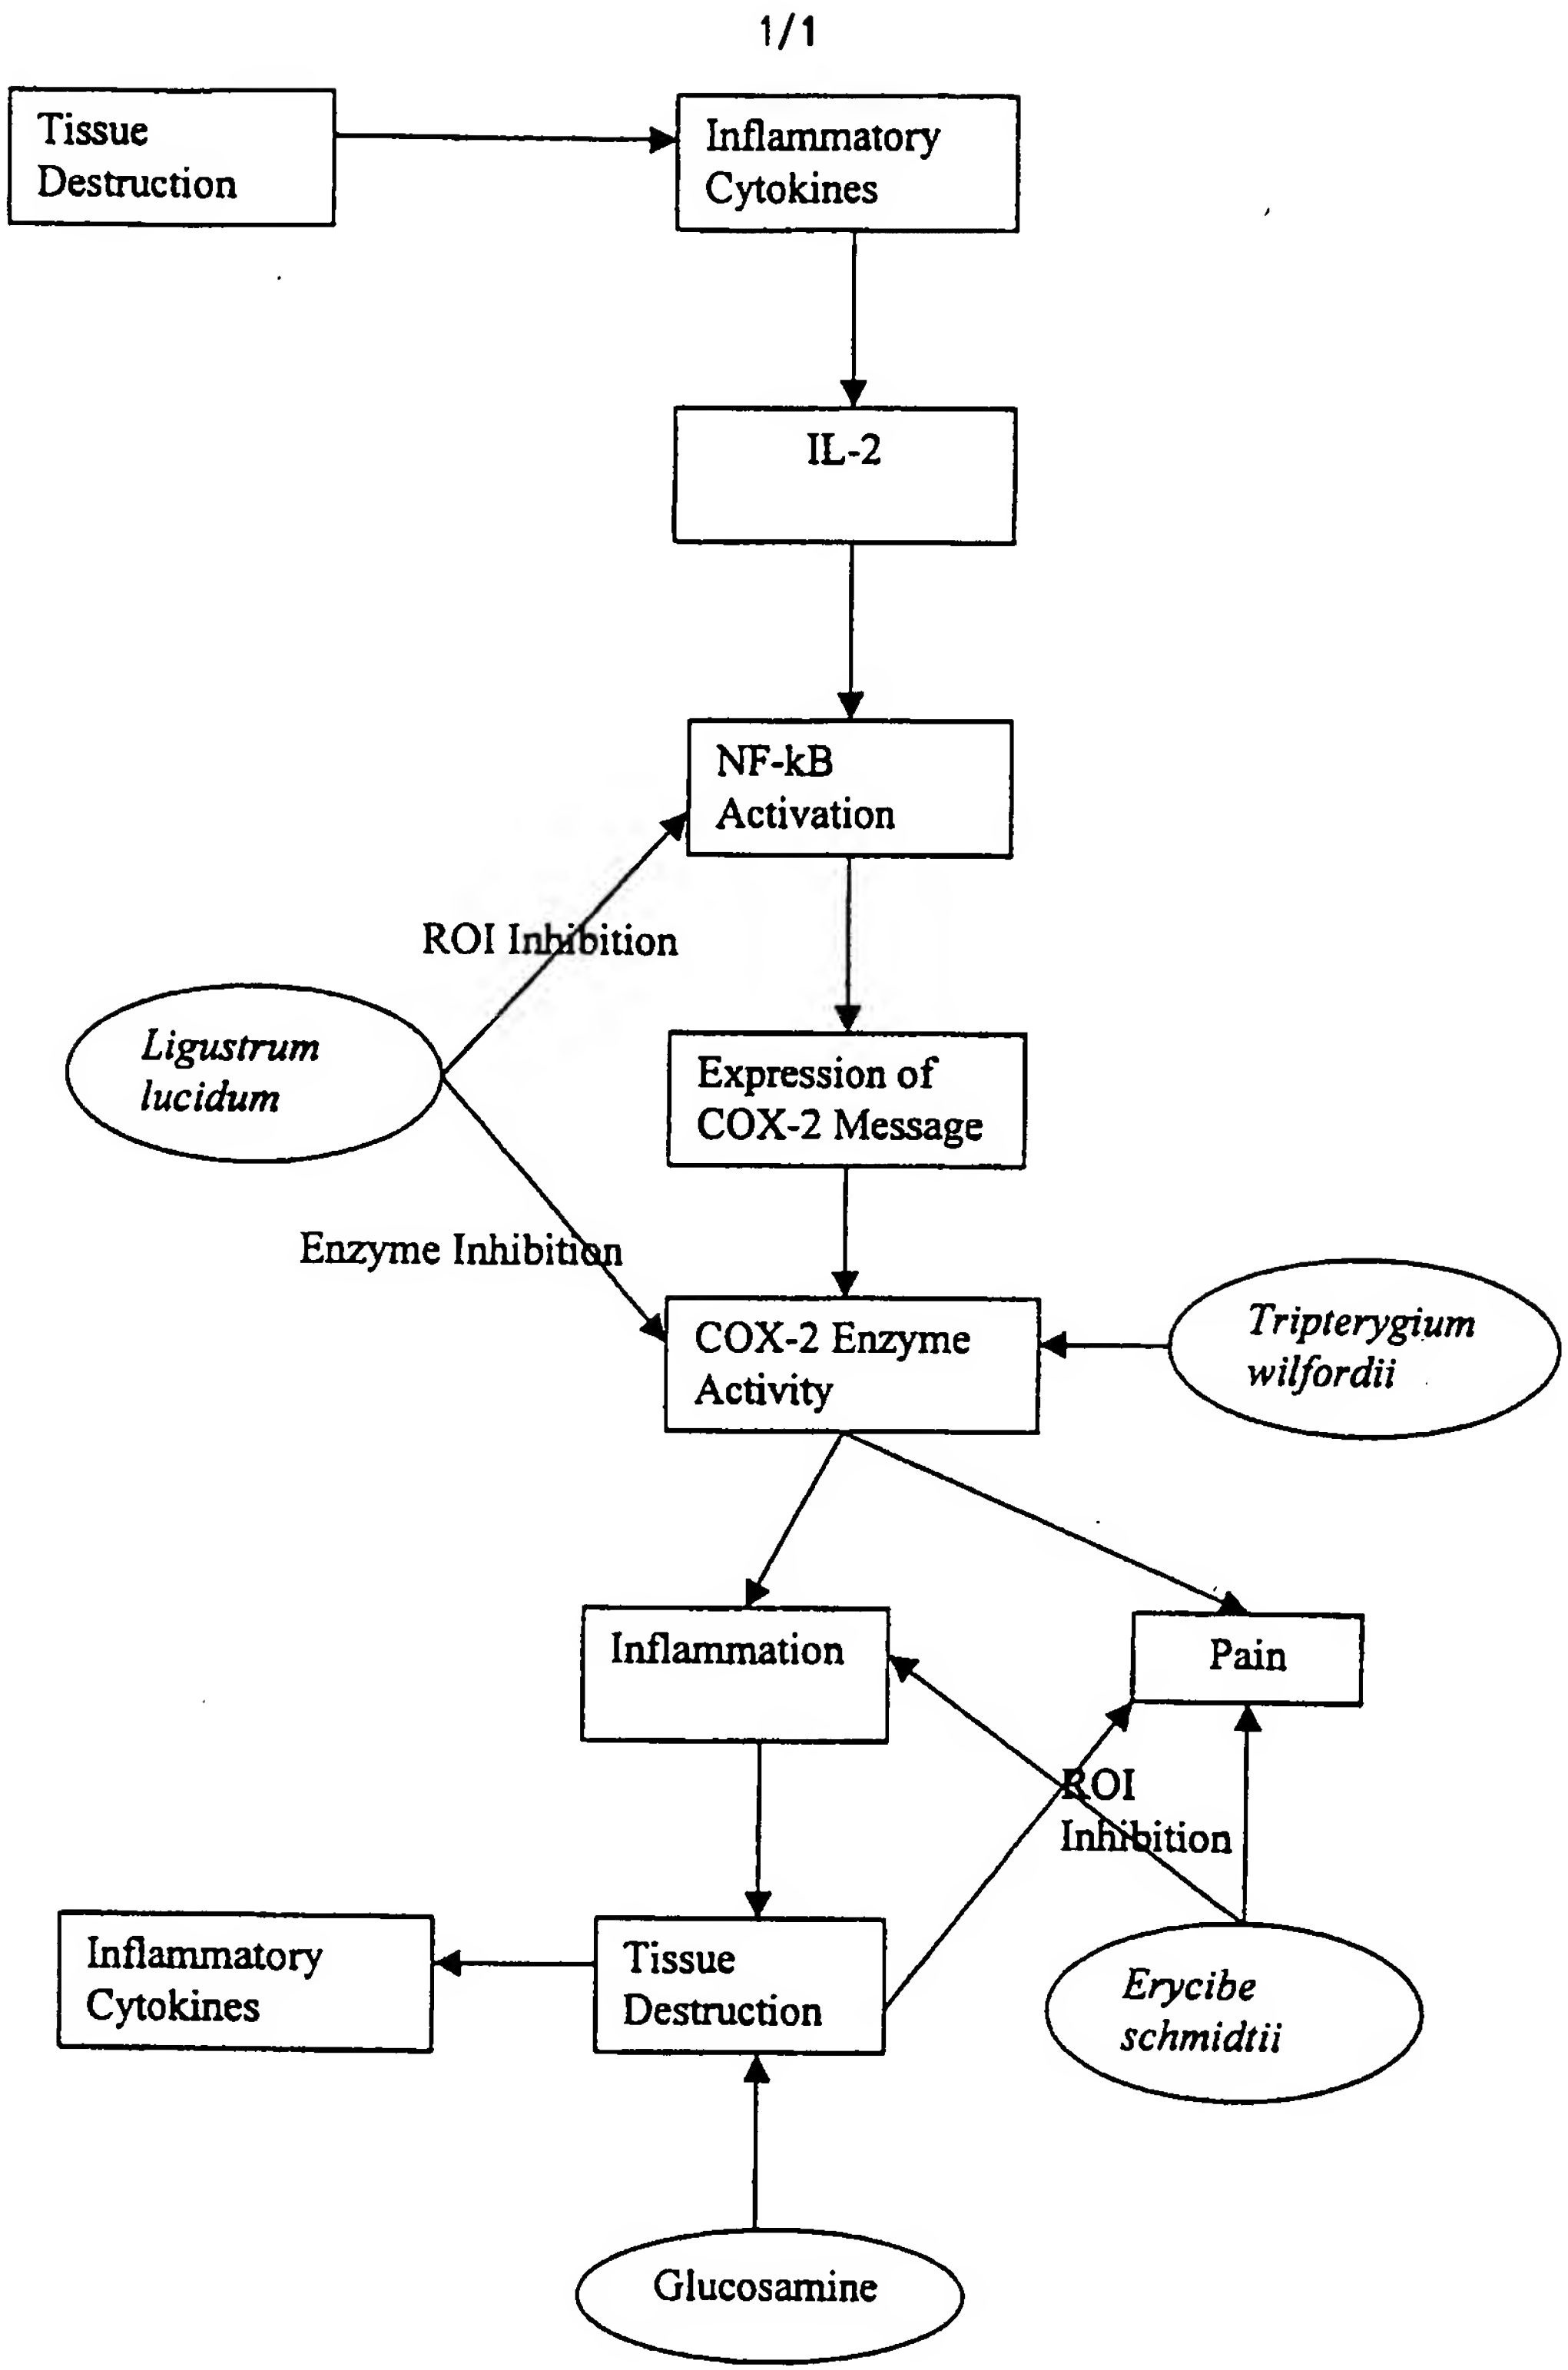 1/1
Tissue
Destruction
Inflammatory
Cytokines
IL-2
NF-kB
Activation
ROI Inhibition
Ligustrum
lucidum
Expression of
COX-2 Message
Enzyme Inhibition
COX-2 Enzyme
Activity
Tripterygium
wilfordii
Inflammation
Pain
ROI
Inhibition
Inflammatory
Cytokines
Tissue
Destruction
Erycibe
schmidtii
Glucosamine